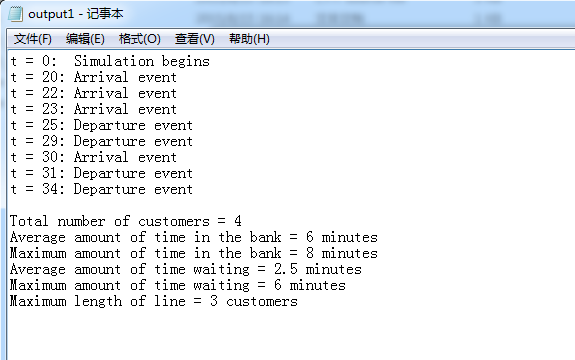 output1 - 记事本
文件(F) 编辑(E) 格式(O) 查看(V) 帮助(H)
t = 0:  Simulation begins
t = 20: Arrival event
t = 22: Arrival event
t = 23: Arrival event
t = 25: Departure event
t = 29: Departure event
t = 30: Arrival event
t = 31: Departure event
t = 34: Departure event
Total number of customers = 4
Average amount of time in the bank = 6 minutes
Maximum amount of time in the bank = 8 minutes
Average amount of time waiting = 2.5 minutes
Maximum amount of time waiting = 6 minutes
Maximum length of line = 3 customers